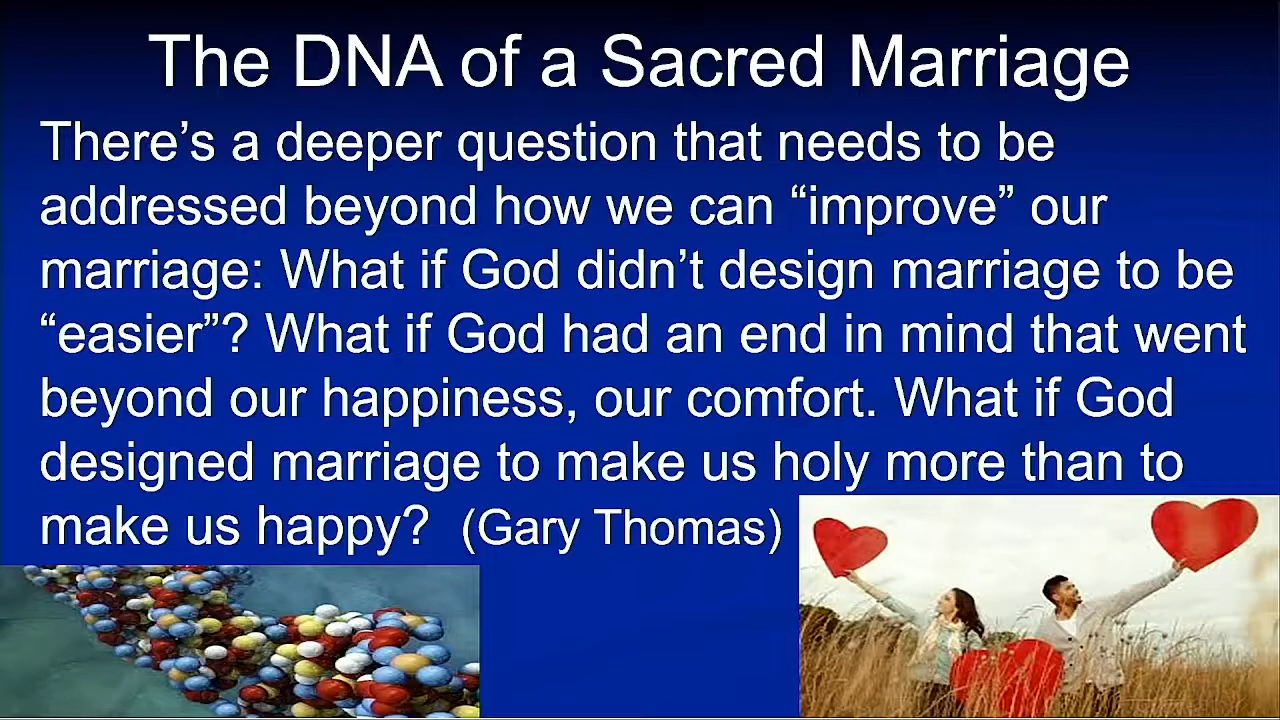 The DNA of a Sacred Marriage
There’s a deeper question that needs to be
addressed beyond how we can “improve” our
marriage: What if God didn’t design marriage to be
“easier”? What if God had an end in mind that went
beyond our happiness, our comfort. What if God
designed marriage to make us holy more than to
make us happy? (Gary Thomas)